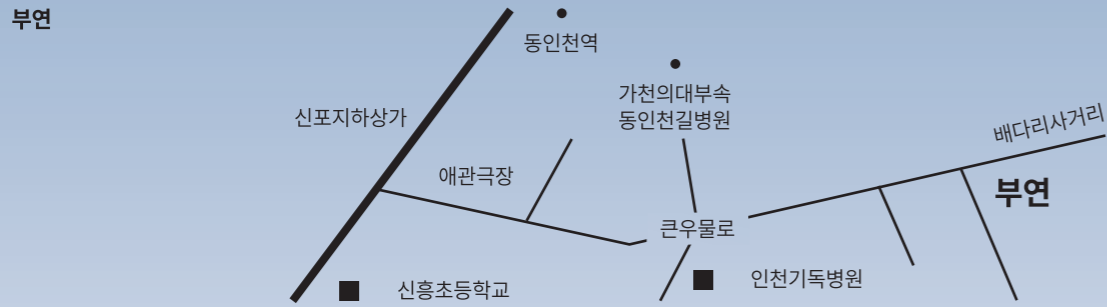 부연
동인천역
가천의대부속
동인천길병원
신포지하상가
배다리사거리
애관극장
부연
큰우물로
인천기독병원
신흥초등학교